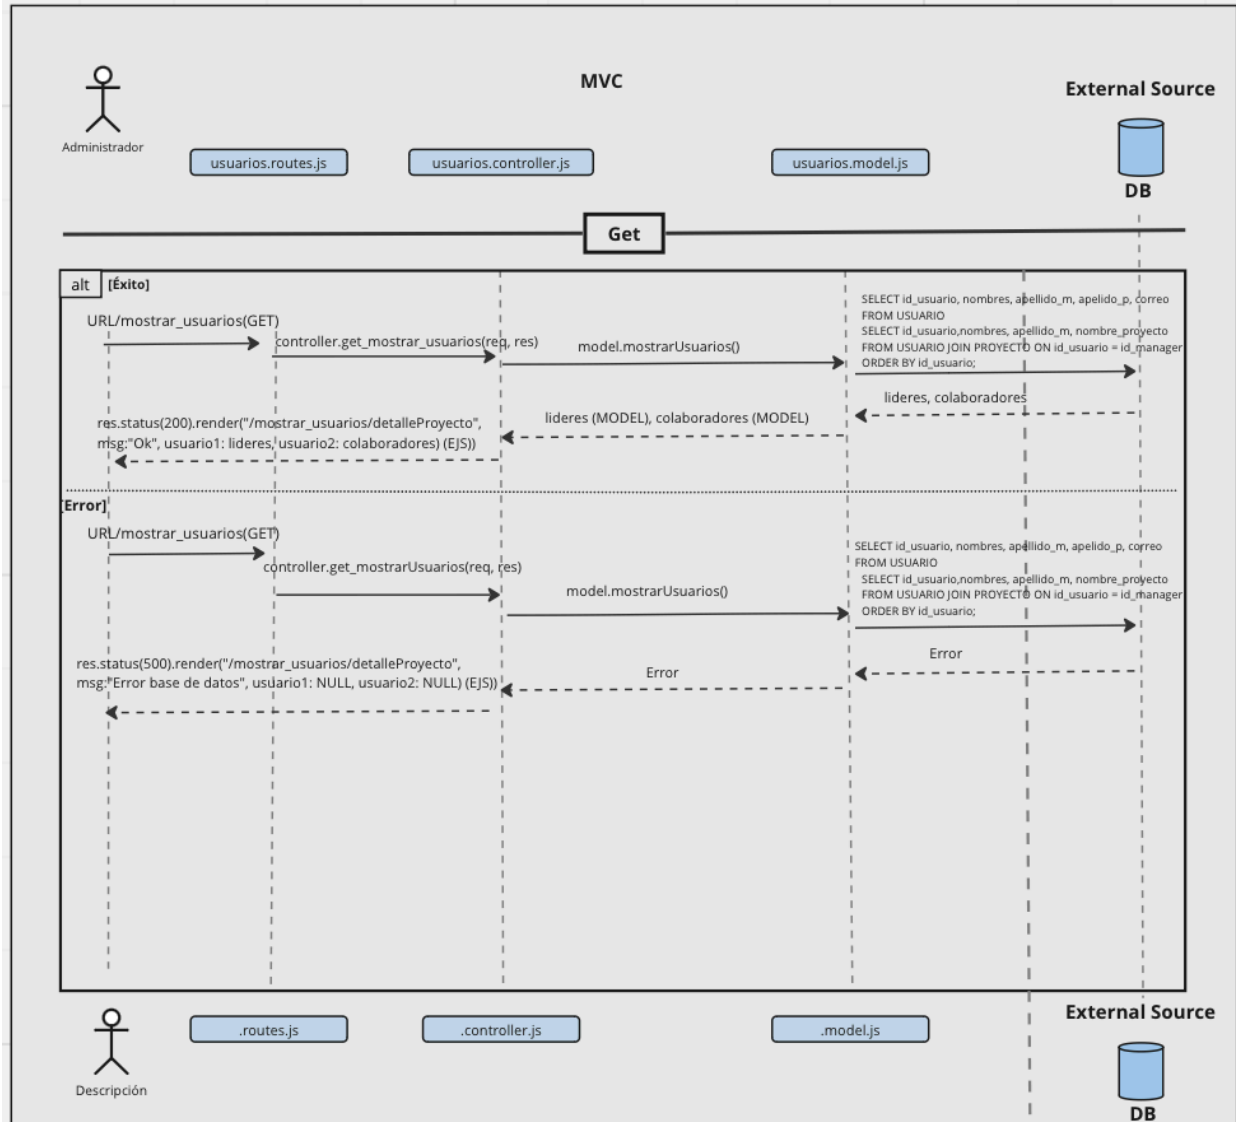 MVC
External Source
Administrador
usuarios.routes.js
usuarios.controller.js
usuarios.model.js
DB
Get
alt
[Éxito]
URL/mostrar_usuarios(GET)
controller.get_mostrar_usuarios(req, res)
model.mostrarUsuarios()
SELECT id_usuario, nombres, apellido_m, apelido_p, correo
FROM USUARIO
SELECT id_usuario,nombres, apellido_m, nombre_proyecto
FROM USUARIO JOIN PROYECTO ON id_usuario = id_manager
ORDER BY id_usuario;
lideres, colaboradores
lideres (MODEL), colaboradores (MODEL)
res.status(200).render("/mostrar_usuarios/detalleProyecto",
msg:"Ok", usuario1: lideres, usuario2: colaboradores) (EJS))
[Error]
URL/mostrar_usuarios(GET)
controller.get_mostrarUsuarios(req, res)
model.mostrarUsuarios()
SELECT id_usuario, nombres, apellido_m, apelido_p, correo
FROM USUARIO
SELECT id_usuario,nombres, apellido_m, nombre_proyecto
FROM USUARIO JOIN PROYECTO ON id_usuario = id_manager
ORDER BY id_usuario;
Error
Error
res.status(500).render("/mostrar_usuarios/detalleProyecto",
msg:"Error base de datos", usuario1: NULL, usuario2: NULL) (EJS))
Descripción
.routes.js
.controller.js
.model.js
External Source
DB